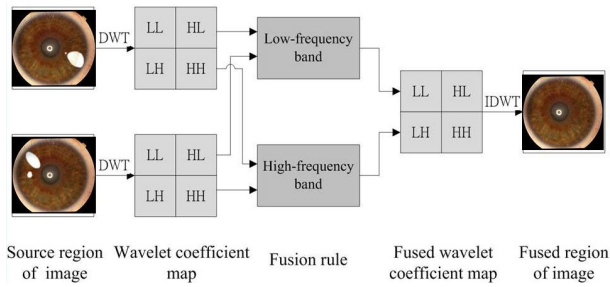 DWT
LL HL
LH HH
Low-frequency
band
LL HL
LH HH
IDWT
DWT
LL HL
LH HH
High-frequency
band
Source region
of image
Wavelet coefficient
map
Fusion rule
Fused wavelet
coefficient map
Fused region
of image